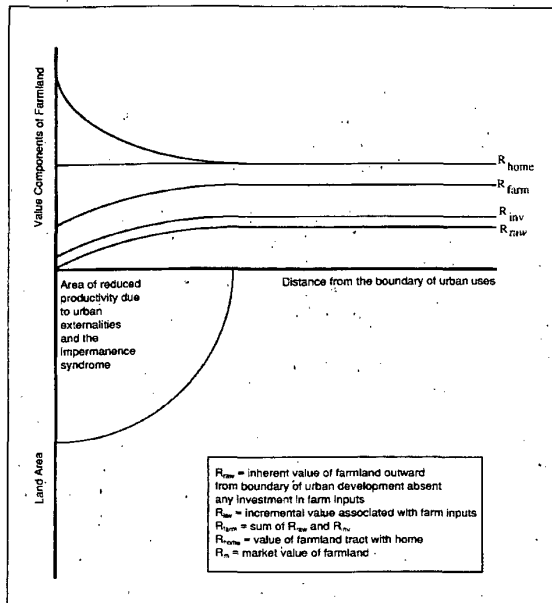 Value Components of Farmland
R home
R farm
R inv
R raw
Area of reduced
productivity due
to urban
externalities
and the
impermanence
syndrome
Distance from the boundary of urban uses
Land Area
R raw = inherent value of farmland outward
from boundary of urban development absent
any investment in farm inputs
R inv = incremental value associated with farm inputs
R farm = sum of R raw and R inv
R home = value of farmland tract with home
R m = market value of farmland